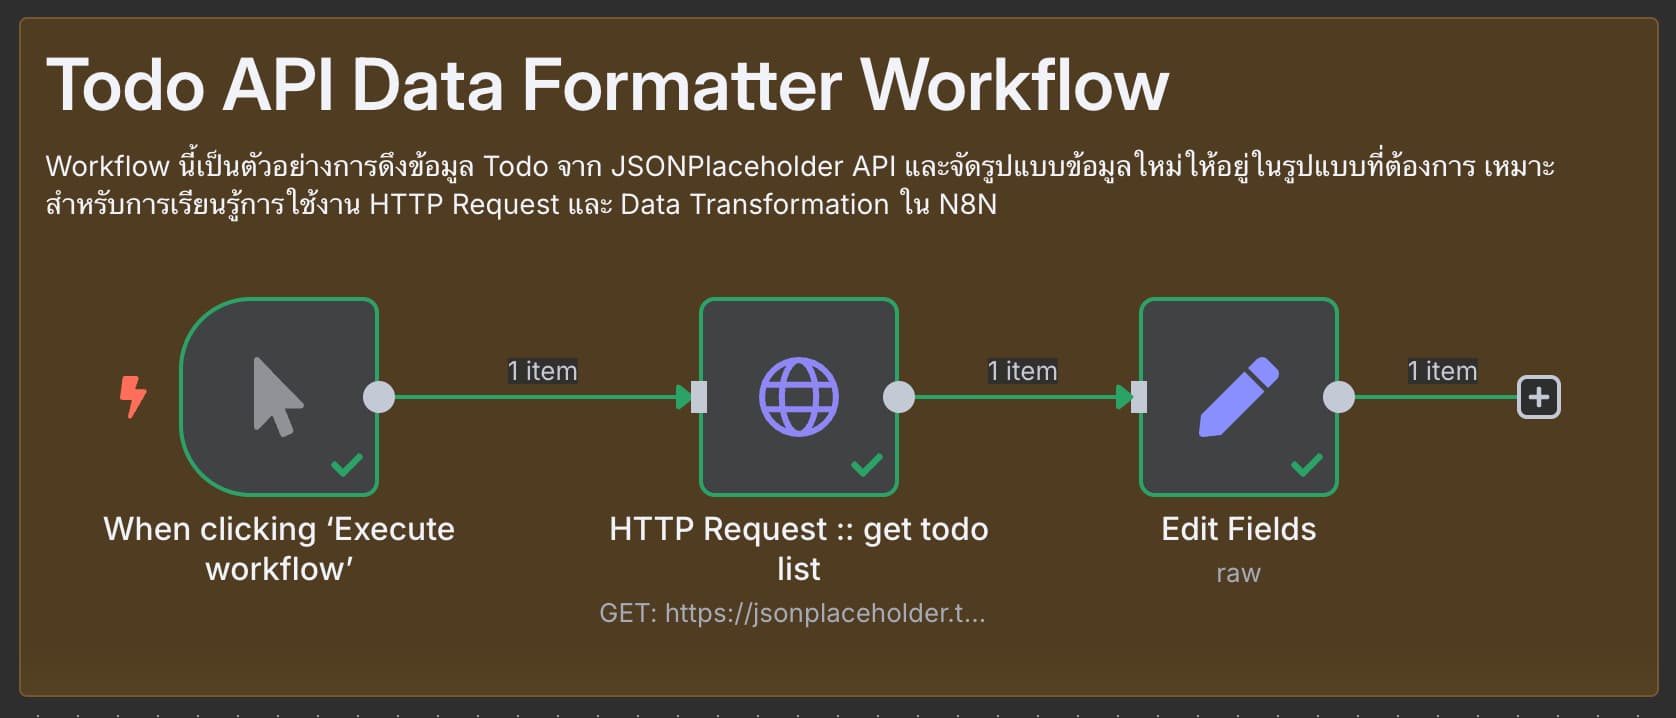 Todo API Data Formatter Workflow
Workflow นี้เป็นตัวอย่างการดึงข้อมูล Todo จาก JSONPlaceholder API และจัดรูปแบบข้อมูลใหม่ให้อยู่ในรูปแบบที่ต้องการ เหมาะ
สำหรับการเรียนรู้การใช้งาน HTTP Request และ Data Transformation ใน N8N
1 item
1 item
1 item
When clicking ‘Execute
workflow’
HTTP Request :: get todo
list
GET: https://jsonplaceholder.t...
Edit Fields
raw